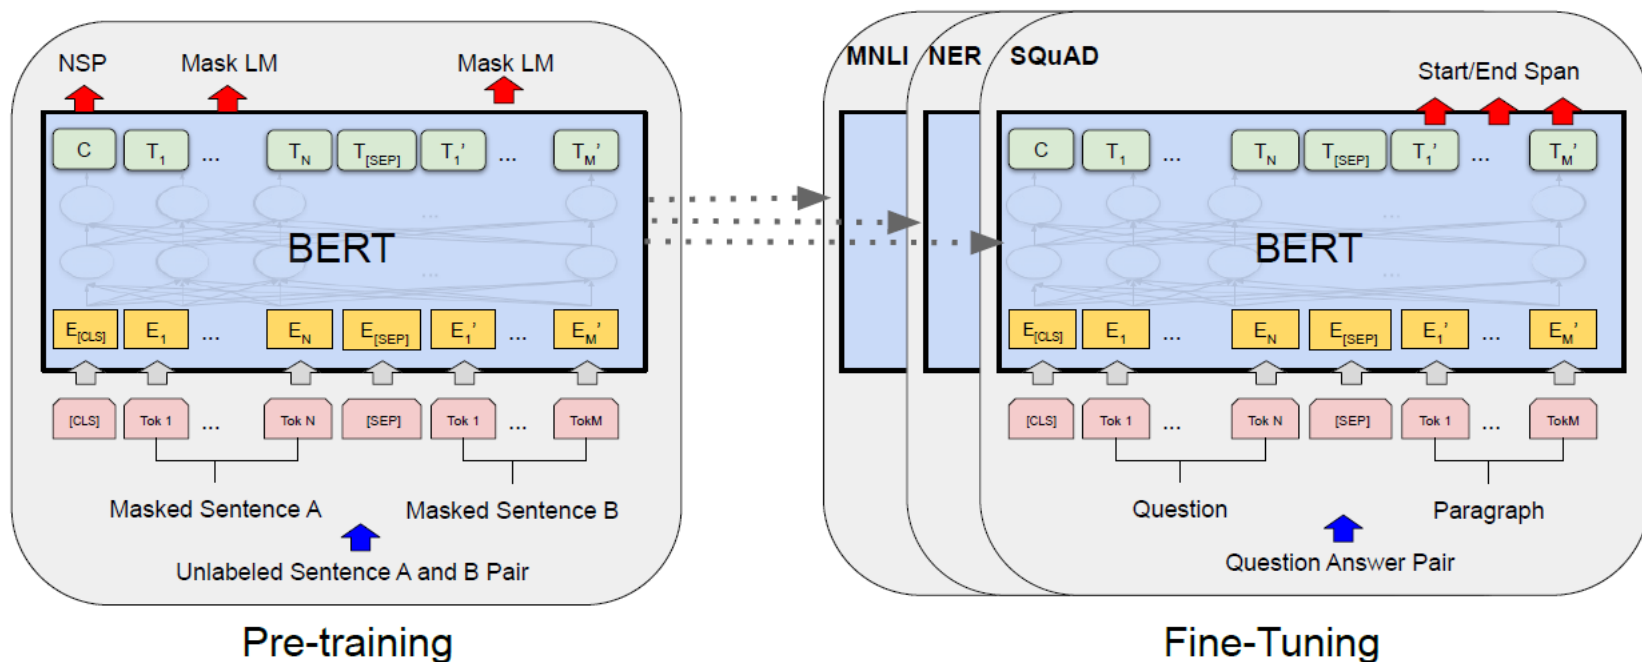 NSP Mask LM Mask LM
C T1 ... TN T[SEP] T1' ... TM'
...
BERT
...
E[CLS] E1 ... EN E[SEP] E1' ... EM'
[CLS] Tok 1 ... Tok N [SEP] Tok 1 ... TokM
Masked Sentence A Masked Sentence B
Unlabeled Sentence A and B Pair
Pre-training
MNLI NER SQuAD
Start/End Span
C T1 ... TN T[SEP] T1' ... TM'
...
BERT
...
E[CLS] E1 ... EN E[SEP] E1' ... EM'
[CLS] Tok 1 ... Tok N [SEP] Tok 1 ... TokM
Question Paragraph
Question Answer Pair
Fine-Tuning